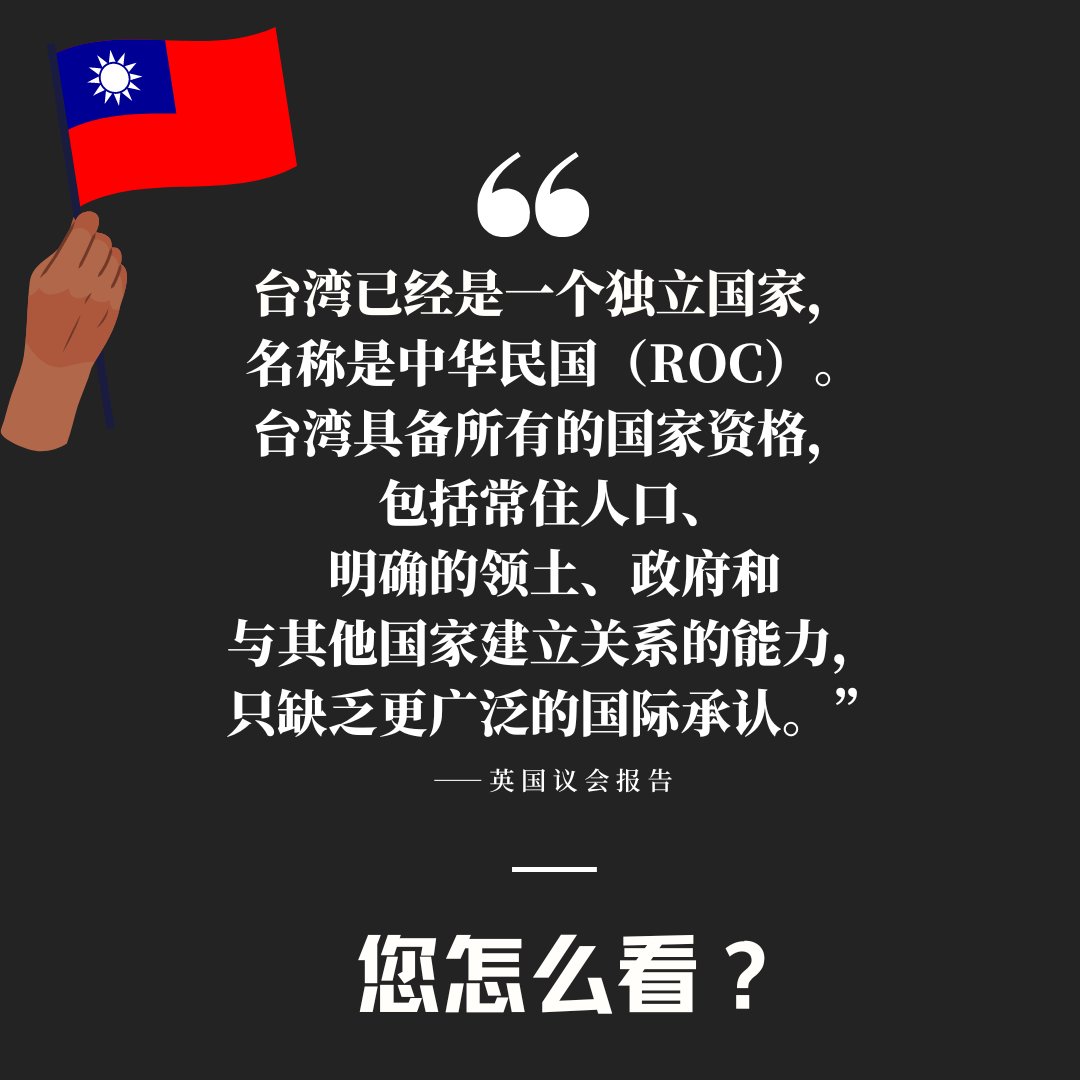 “
台湾已经是一个独立国家，
名称是中华民国（ROC）。
台湾具备所有的国家资格，
包括常住人口、
明确的领土、政府和
与其他国家建立关系的能力，
只缺乏更广泛的国际承认。”
——英国议会报告
您怎么看？